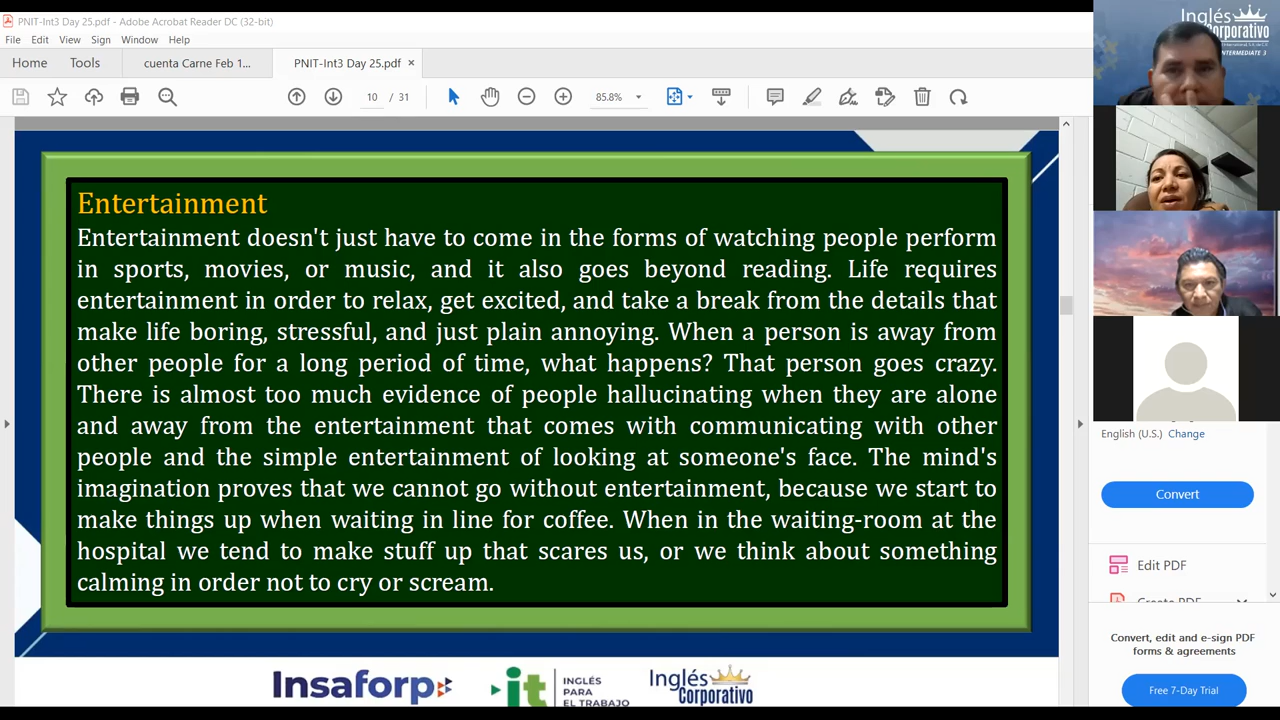 PNIT-Int3 Day 25.pdf - Adobe Acrobat Reader DC (32-bit)
File Edit View Sign Window Help
Home Tools cuenta Carne Feb 1... PNIT-Int3 Day 25.pdf ×
10 / 31 85.8%
Entertainment
Entertainment doesn't just have to come in the forms of watching people perform
in sports, movies, or music, and it also goes beyond reading. Life requires
entertainment in order to relax, get excited, and take a break from the details that
make life boring, stressful, and just plain annoying. When a person is away from
other people for a long period of time, what happens? That person goes crazy.
There is almost too much evidence of people hallucinating when they are alone
and away from the entertainment that comes with communicating with other
people and the simple entertainment of looking at someone's face. The mind's
imagination proves that we cannot go without entertainment, because we start to
make things up when waiting in line for coffee. When in the waiting-room at the
hospital we tend to make stuff up that scares us, or we think about something
calming in order not to cry or scream.
Insaforp
it INGLÉS
PARA
EL TRABAJO
Inglés
Corporativo
Inglés
Corporativo
INTERMEDIATE 3
English (U.S.) Change
Convert
Edit PDF
Create PDF
Convert, edit and e-sign PDF
forms & agreements
Free 7-Day Trial